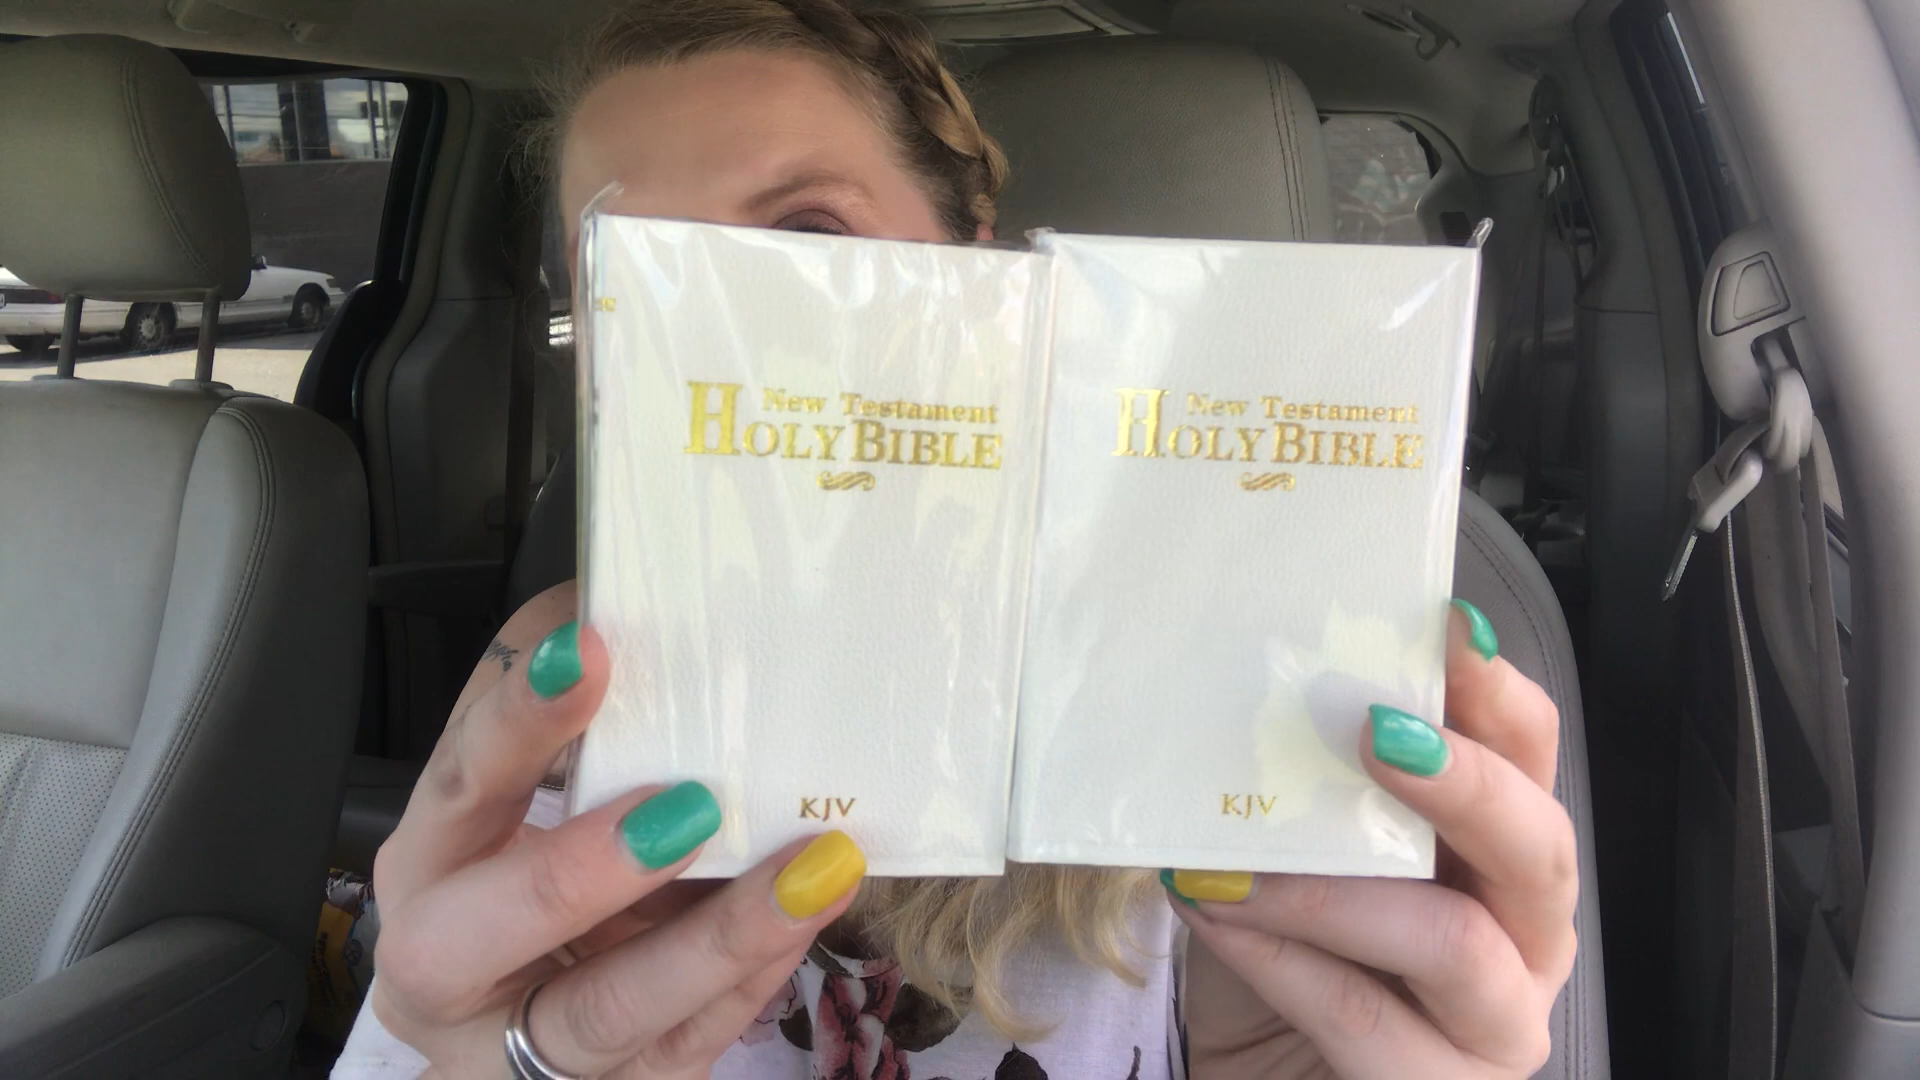 New Testament
HOLY BIBLE
KJV
New Testament
HOLY BIBLE
KJV